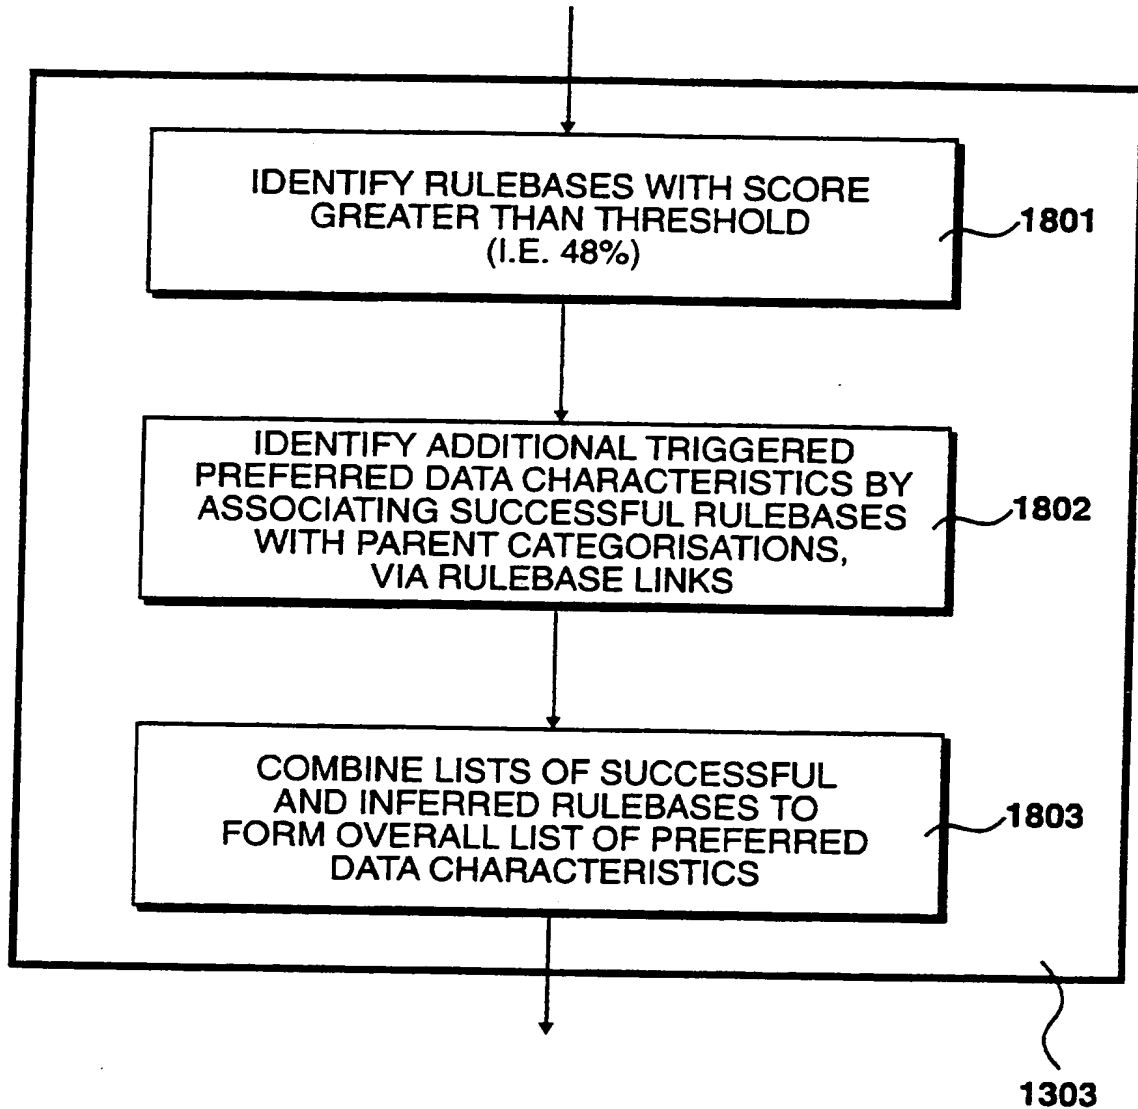 IDENTIFY RULEBASES WITH SCORE
GREATER THAN THRESHOLD
(I.E. 48%)
1801
IDENTIFY ADDITIONAL TRIGGERED
PREFERRED DATA CHARACTERISTICS BY
ASSOCIATING SUCCESSFUL RULEBASES
WITH PARENT CATEGORISATIONS,
VIA RULEBASE LINKS
1802
COMBINE LISTS OF SUCCESSFUL
AND INFERRED RULEBASES TO
FORM OVERALL LIST OF PREFERRED
DATA CHARACTERISTICS
1803
1303